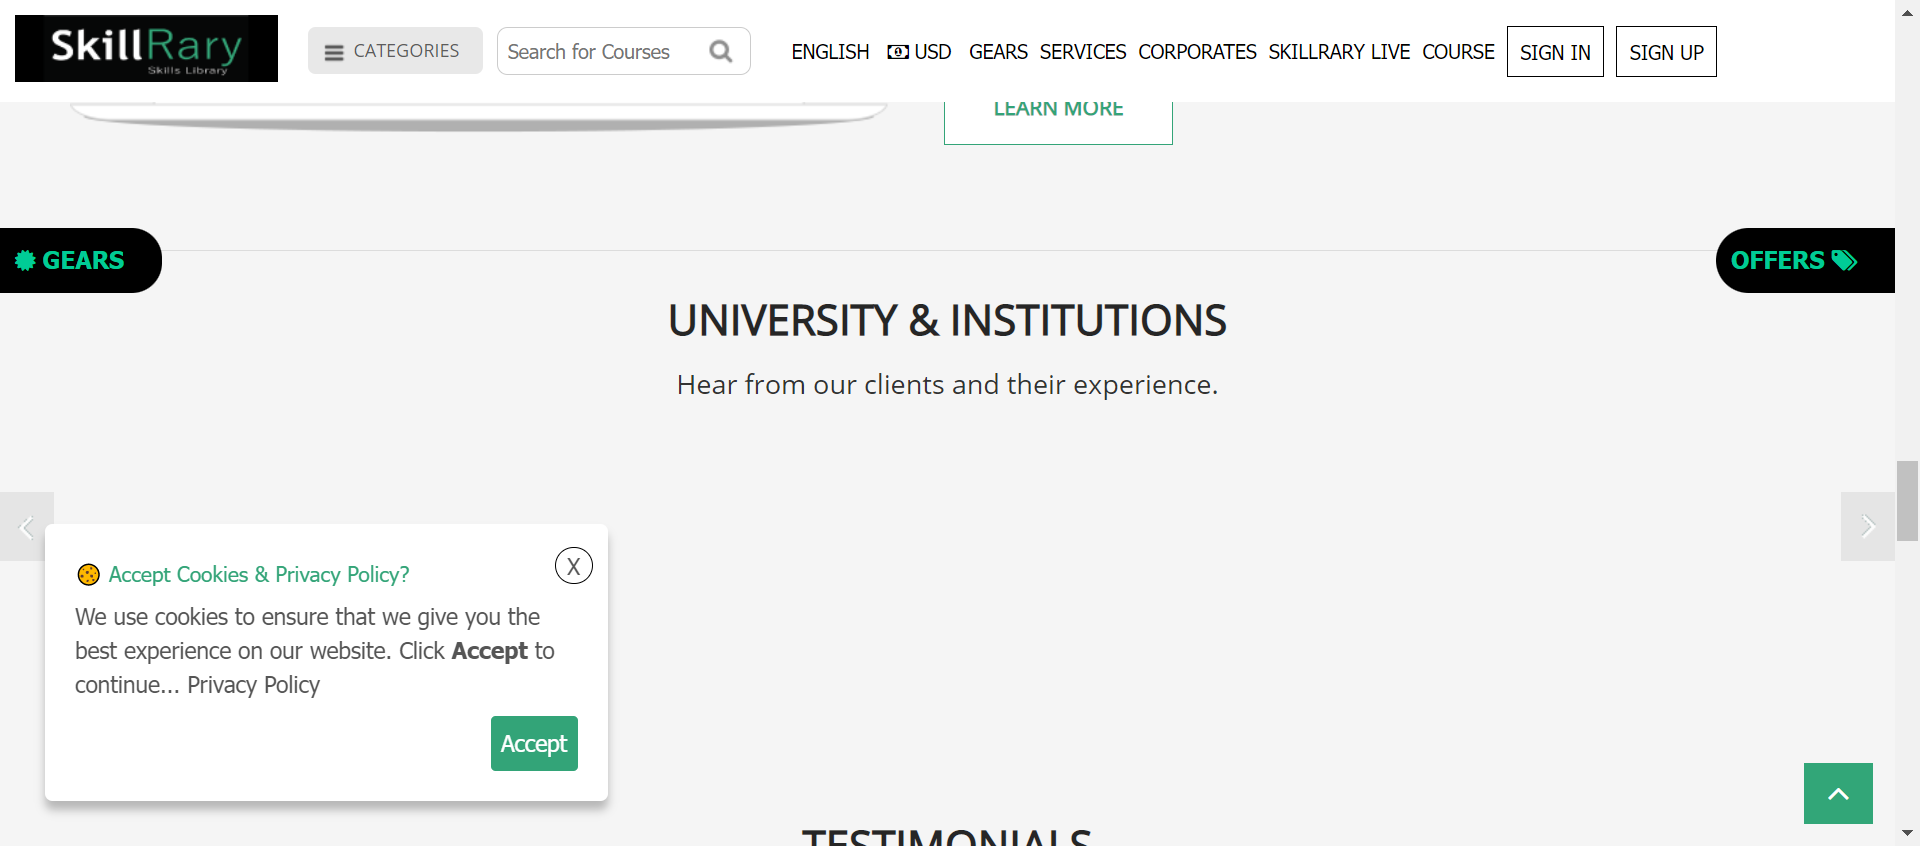 SkillRary
Skills Library
CATEGORIES
Search for Courses
ENGLISH
USD
GEARS
SERVICES
CORPORATES
SKILLRARY LIVE
COURSE
SIGN IN
SIGN UP
LEARN MORE
GEARS
OFFERS
UNIVERSITY & INSTITUTIONS
Hear from our clients and their experience.
Accept Cookies & Privacy Policy?
X
We use cookies to ensure that we give you the
best experience on our website. Click Accept to
continue... Privacy Policy
Accept
TESTIMONIALS